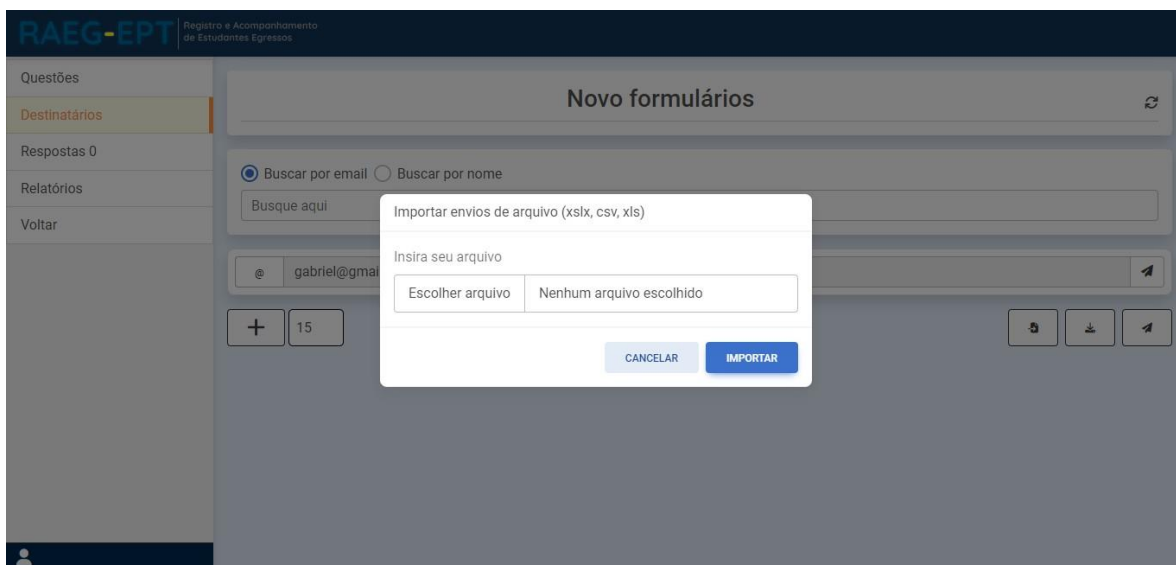 RAEG-EPT
Registro e Acompanhamento
de Estudantes Egressos
Questões
Destinatários
Respostas 0
Relatórios
Voltar
Novo formulários
Buscar por email Buscar por nome
Busque aqui
@ gabriel@gmai
15
Importar envios de arquivo (xslx, csv, xls)
Insira seu arquivo
Escolher arquivo Nenhum arquivo escolhido
CANCELAR IMPORTAR